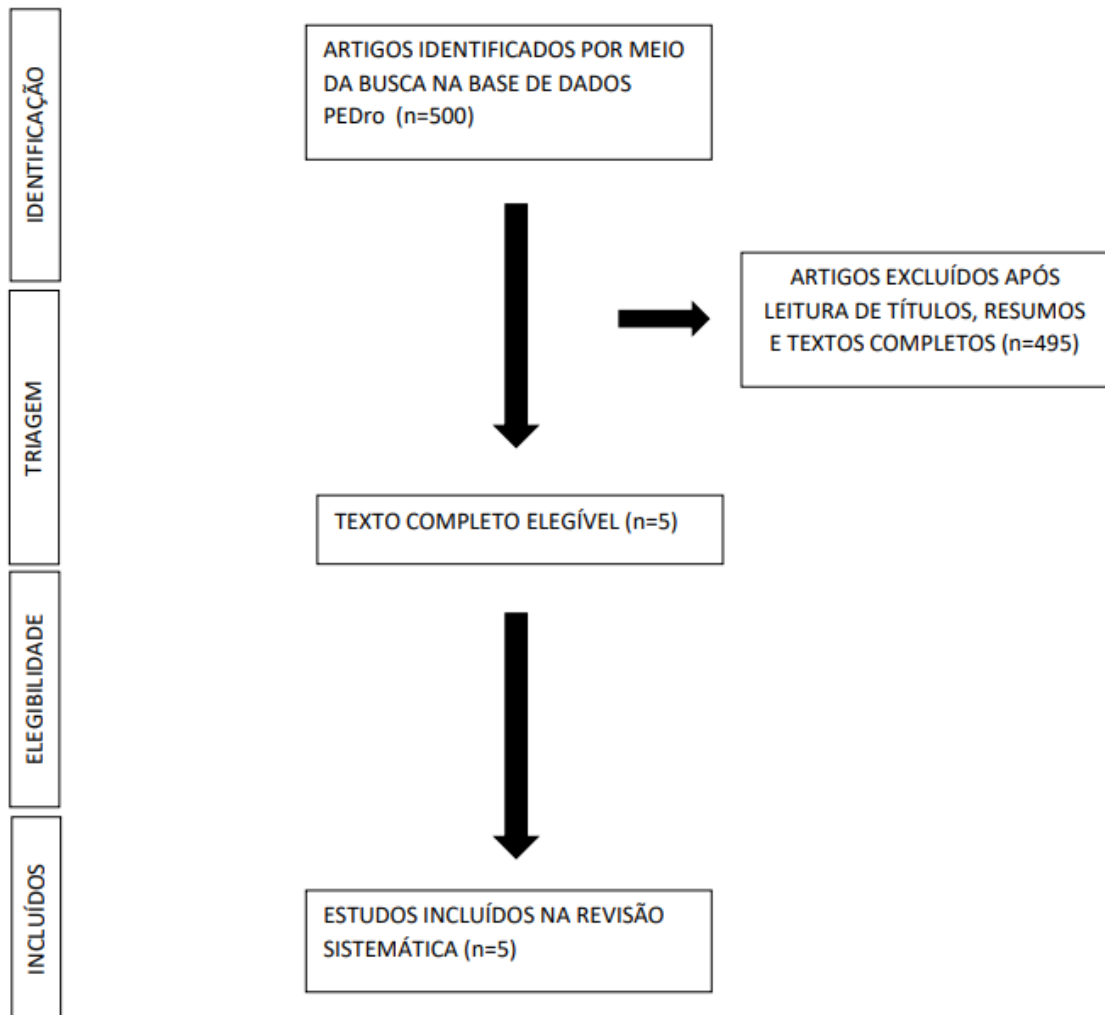 IDENTIFICAÇÃO
ARTIGOS IDENTIFICADOS POR MEIO
DA BUSCA NA BASE DE DADOS
PEDro (n=500)
ARTIGOS EXCLUÍDOS APÓS
LEITURA DE TÍTULOS, RESUMOS
E TEXTOS COMPLETOS (n=495)
TRIAGEM
TEXTO COMPLETO ELEGÍVEL (n=5)
ELEGIBILIDADE
INCLUÍDOS
ESTUDOS INCLUÍDOS NA REVISÃO
SISTEMÁTICA (n=5)